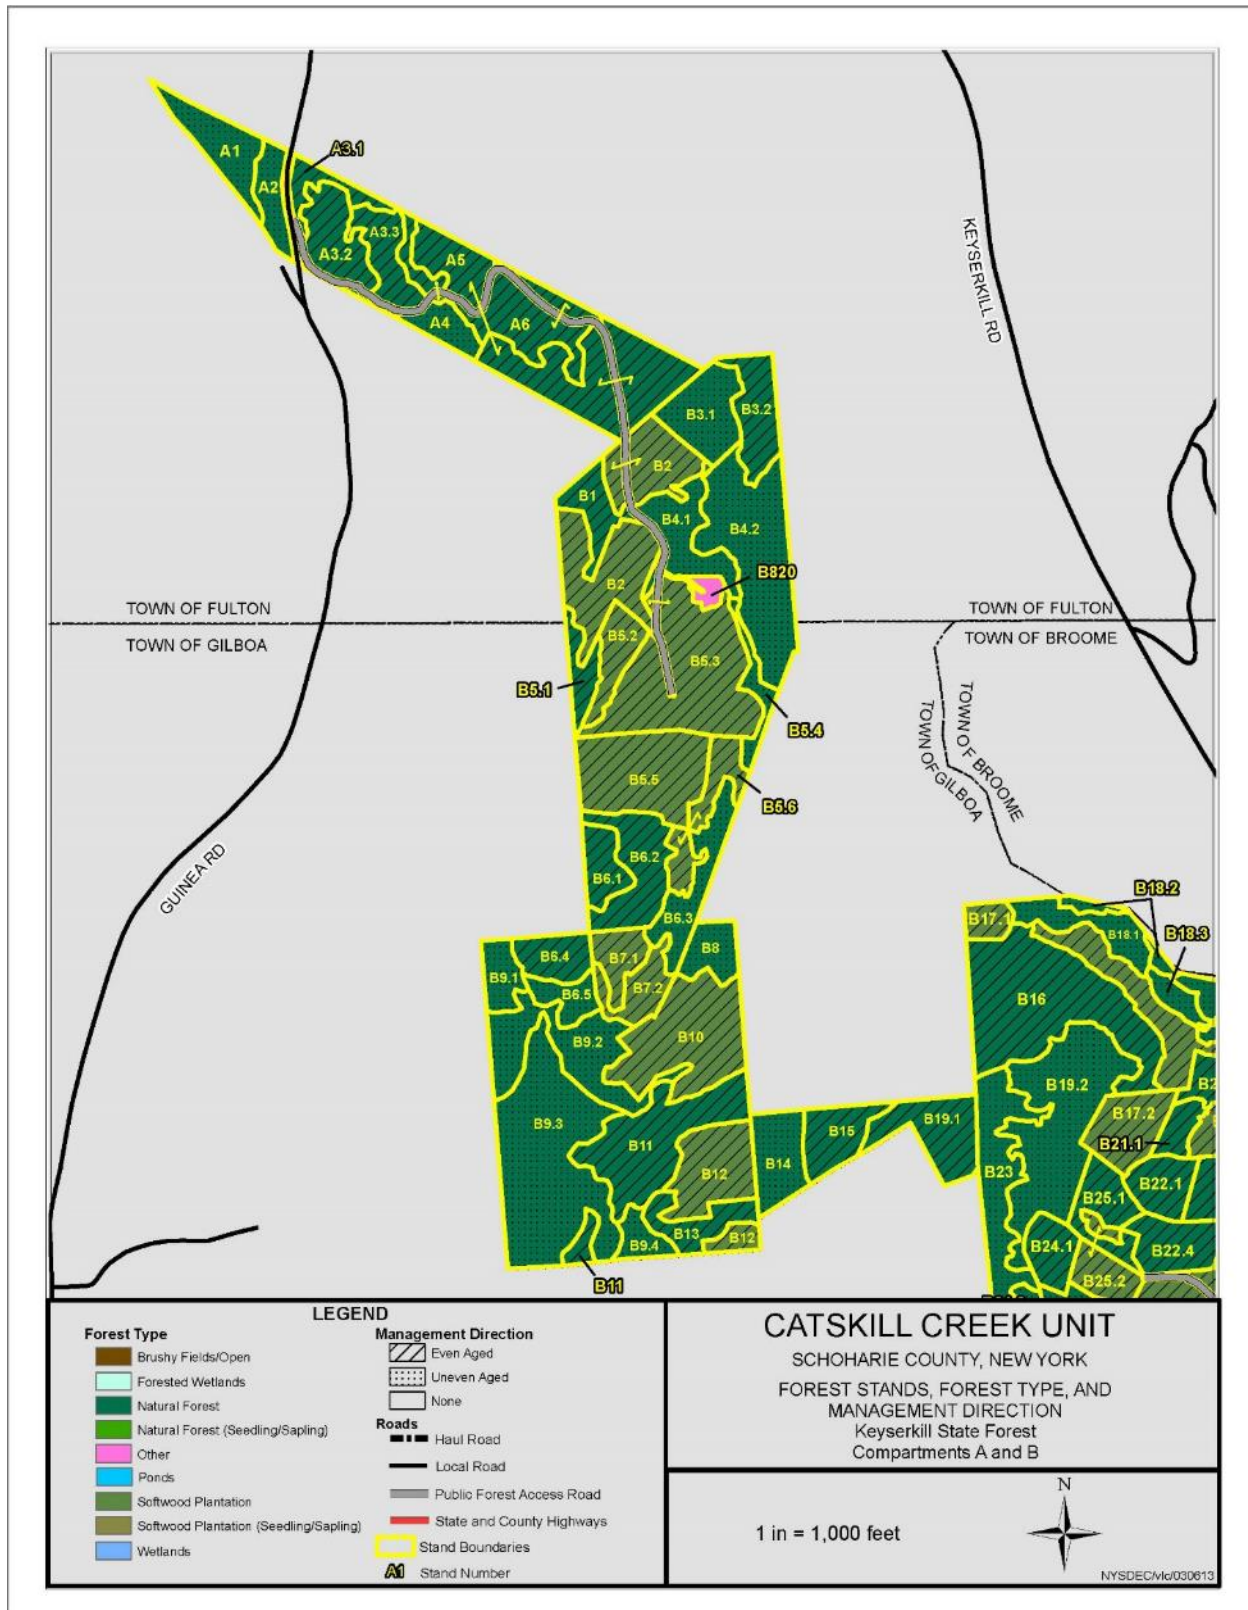 A1
A2
A3.1
A3.2
A3.3
A5
A4
A6
KEYSERKILL RD
B3.1
B3.2
B2
B1
B4.1
B4.2
B820
B2
TOWN OF FULTON
TOWN OF GILBOA
TOWN OF FULTON
TOWN OF BROOME
B5.2
B5.3
B5.1
B5.4
TOWN OF BROOME
TOWN OF GILBOA
B5.5
B5.6
GUINEA RD
B6.2
B6.1
B6.3
B18.2
B17.1
B18.1
B18.3
B6.4
B7.1
B8
B9.1
B6.5
B7.2
B16
B9.2
B10
B19.2
B9.3
B11
B15
B19.1
B17.2
B21.1
B12
B14
B23
B22.1
B25.1
B13
B12
B9.4
B24.1
B22.4
B11
B25.2
LEGEND
Forest Type
Brushy Fields/Open
Forested Wetlands
Natural Forest
Natural Forest (Seedling/Sapling)
Other
Ponds
Softwood Plantation
Softwood Plantation (Seedling/Sapling)
Wetlands
Management Direction
Even Aged
Uneven Aged
None
Roads
Haul Road
Local Road
Public Forest Access Road
State and County Highways
Stand Boundaries
A1 Stand Number
CATSKILL CREEK UNIT
SCHOHARIE COUNTY, NEW YORK
FOREST STANDS, FOREST TYPE, AND
MANAGEMENT DIRECTION
Keyserkill State Forest
Compartments A and B
1 in = 1,000 feet
N
NYSDEC/vlc/030613